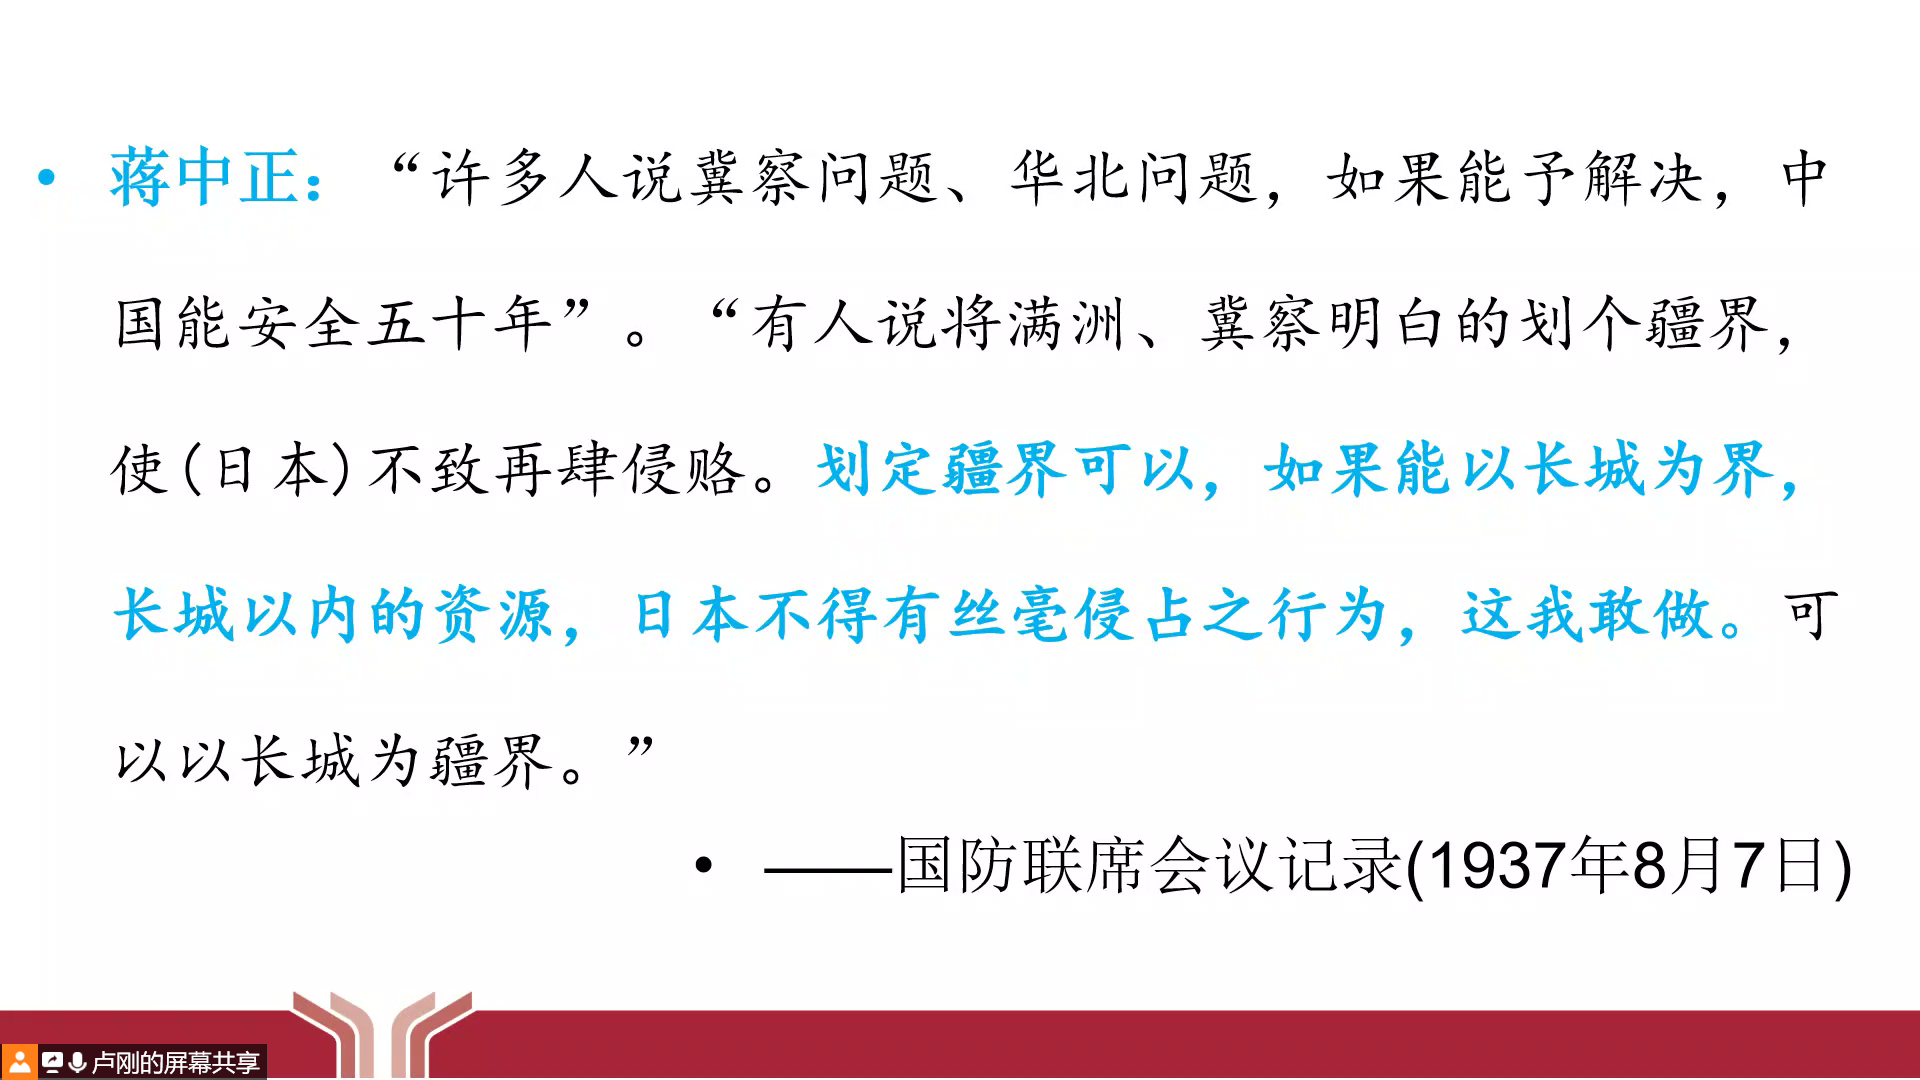 • 蒋中正：“许多人说冀察问题、华北问题，如果能予解决，中
国能安全五十年”。“有人说将满洲、冀察明白的划个疆界，
使(日本)不致再肆侵略。划定疆界可以，如果能以长城为界，
长城以内的资源，日本不得有丝毫侵占之行为，这我敢做。可
以以长城为疆界。”
• ——国防联席会议记录(1937年8月7日)
卢刚的屏幕共享